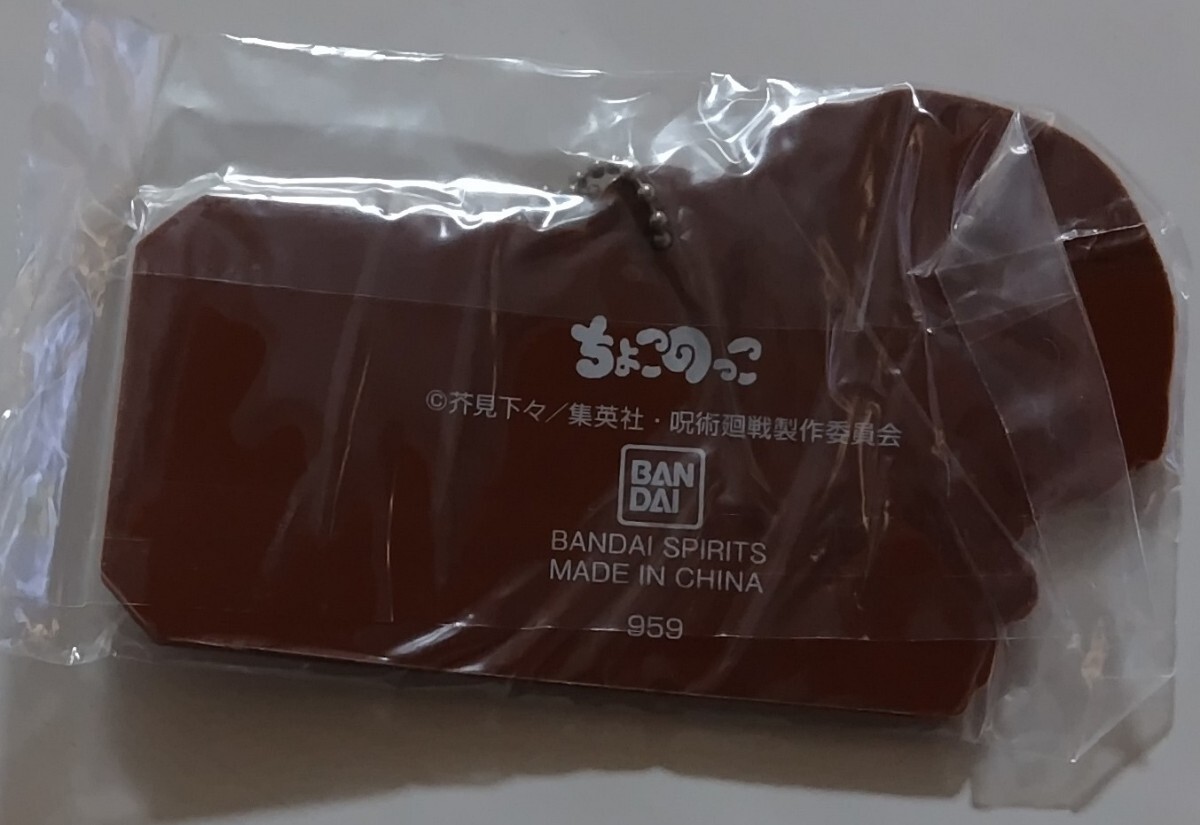 ちょこのっこ
©芥見下々／集英社・呪術廻戦製作委員会
BAN
DAI
BANDAI SPIRITS
MADE IN CHINA
959